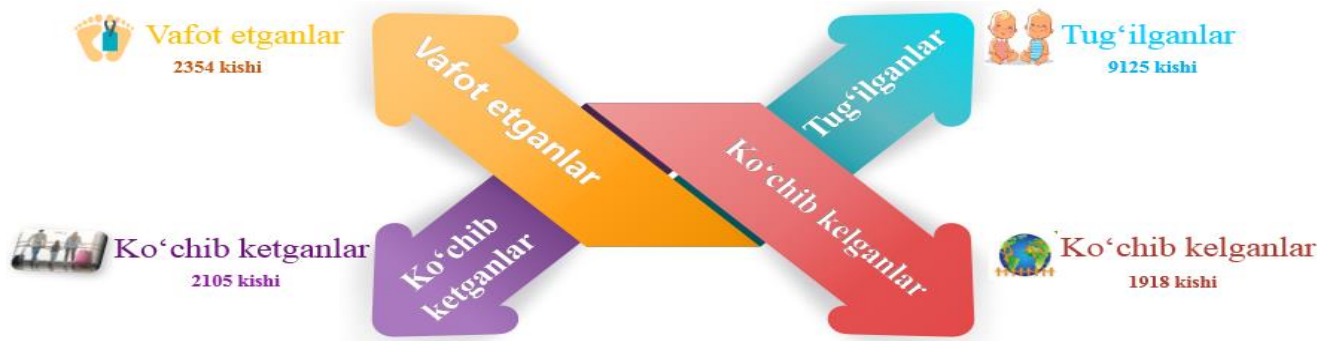 Vafot etganlar
2354 kishi
Vafot etganlar
Tug‘ilganlar
Tug‘ilganlar
9125 kishi
Ko‘chib ketganlar
2105 kishi
Ko‘chib
ketganlar
Ko‘chib kelganlar
Ko‘chib kelganlar
1918 kishi